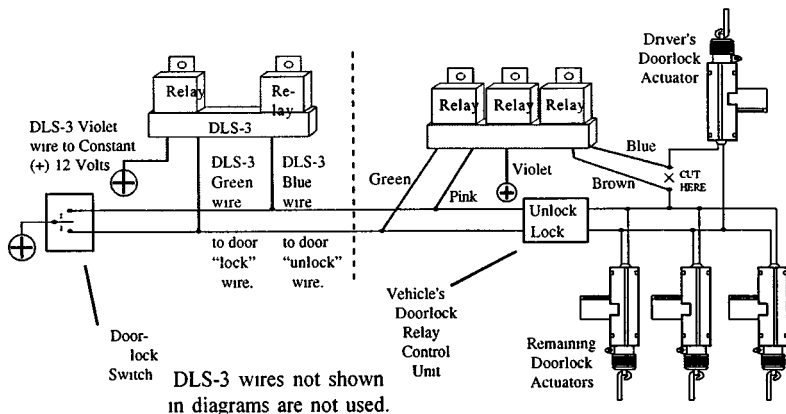 Driver's
Doorlock
Actuator
Relay
Re-
lay
Relay
Relay
Relay
DLS-3
DLS-3 Violet
wire to Constant
(+) 12 Volts
DLS-3
Green
wire
DLS-3
Blue
wire
Green
Pink
Violet
Blue
Brown
CUT
HERE
Unlock
Lock
to door
"lock"
wire.
to door
"unlock"
wire.
Door-
lock
Switch
Vehicle's
Doorlock
Relay
Control
Unit
Remaining
Doorlock
Actuators
DLS-3 wires not shown
in diagrams are not used.